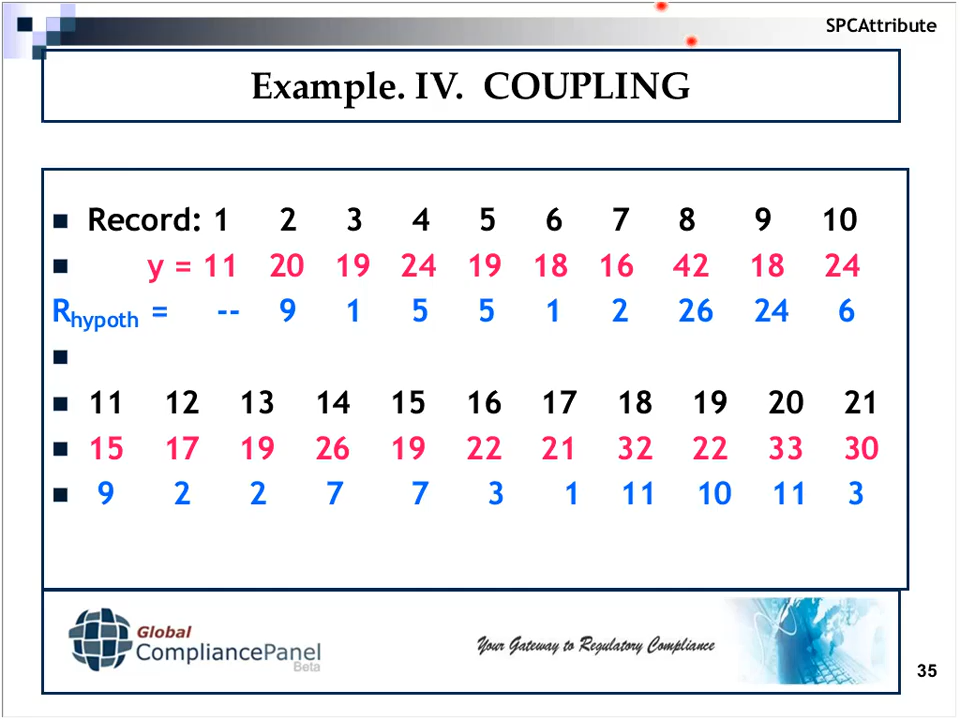 SPCAttribute
Example. IV. COUPLING
Record: 1 2 3 4 5 6 7 8 9 10
y = 11 20 19 24 19 18 16 42 18 24
Rhypoth = -- 9 1 5 5 1 2 26 24 6
11 12 13 14 15 16 17 18 19 20 21
15 17 19 26 19 22 21 32 22 33 30
9 2 2 7 7 3 1 11 10 11 3
Global
CompliancePanel
Beta
Your Gateway to Regulatory Compliance
35